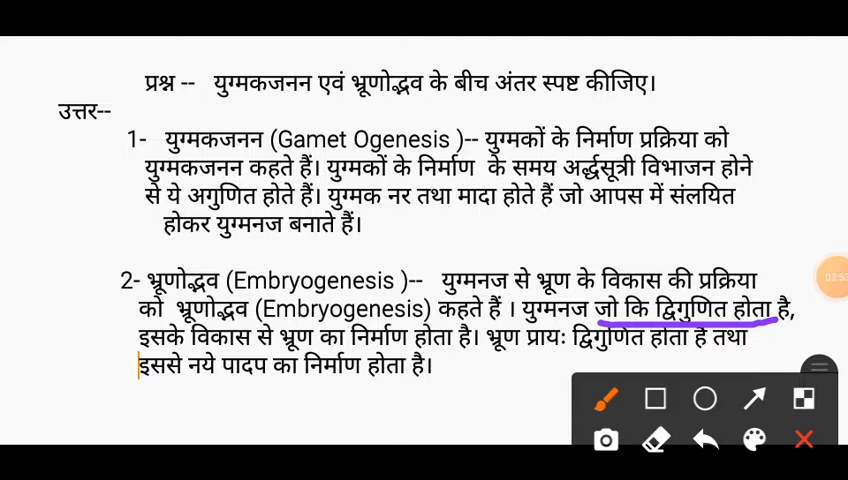 प्रश्न -- युग्मकजनन एवं भ्रूणोद्भव के बीच अंतर स्पष्ट कीजिए।
उत्तर--
1- युग्मकजनन (Gamet Ogenesis )-- युग्मकों के निर्माण प्रक्रिया को
युग्मकजनन कहते हैं। युग्मकों के निर्माण के समय अर्द्धसूत्री विभाजन होने
से ये अगुणित होते हैं। युग्मक नर तथा मादा होते हैं जो आपस में संलयित
होकर युग्मनज बनाते हैं।
2- भ्रूणोद्भव (Embryogenesis )-- युग्मनज से भ्रूण के विकास की प्रक्रिया
को भ्रूणोद्भव (Embryogenesis) कहते हैं । युग्मनज जो कि द्विगुणित होता है,
इसके विकास से भ्रूण का निर्माण होता है। भ्रूण प्रायः द्विगुणित होता है तथा
इससे नये पादप का निर्माण होता है।
03:53